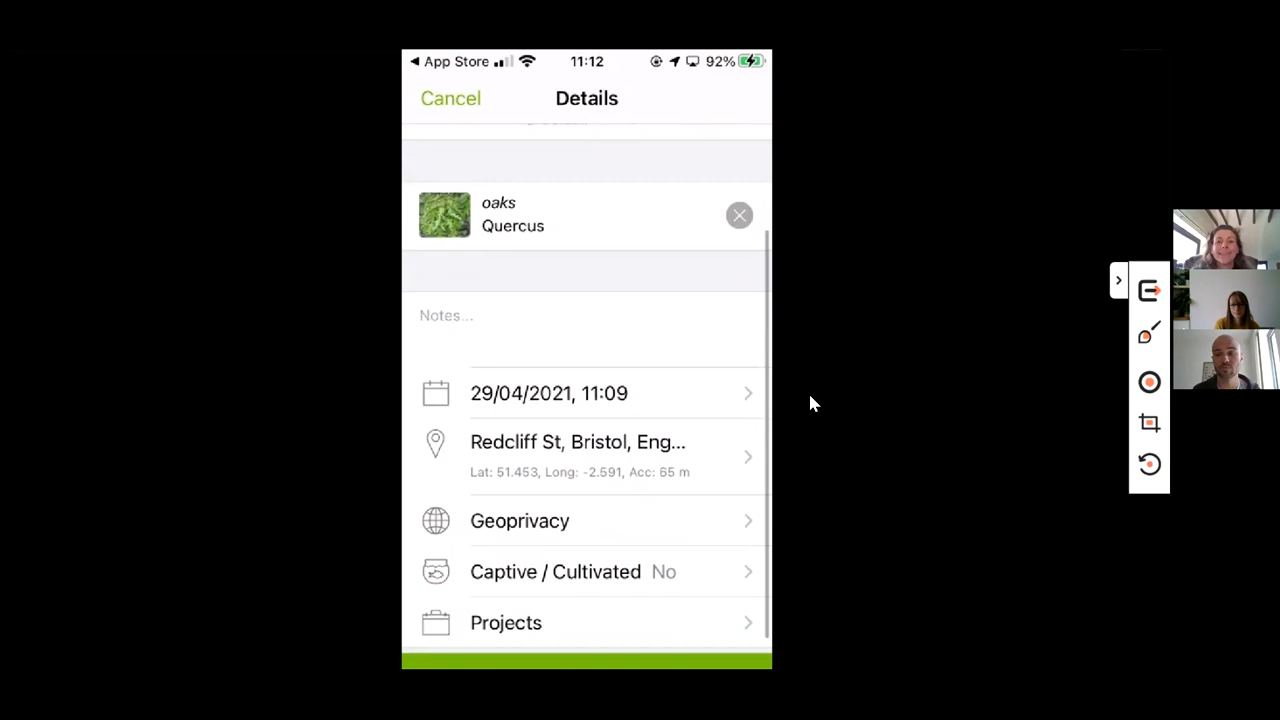 App Store
11:12
92%
Cancel
Details
oaks
Quercus
Notes...
29/04/2021, 11:09
Redcliff St, Bristol, Eng...
Lat: 51.453, Long: -2.591, Acc: 65 m
Geoprivacy
Captive / Cultivated No
Projects